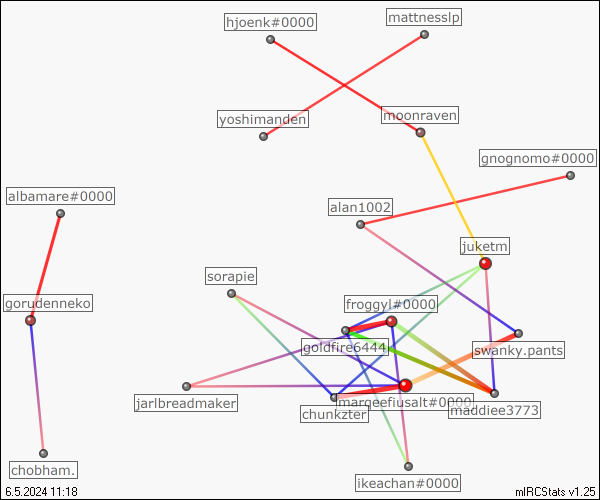 mattnesslp
hjoenk#0000
yoshimanden
moonraven
gnognomo#0000
albamare#0000
alan1002
juketm
sorapie
gorudenneko
froggyl#0000
goldfire6444
swanky.pants
jarlbreadmaker
marqeefiusalt#0000
chunkzter
maddiee3773
chobham.
ikeachan#0000
6.5.2024 11:18
mIRCStats v1.25